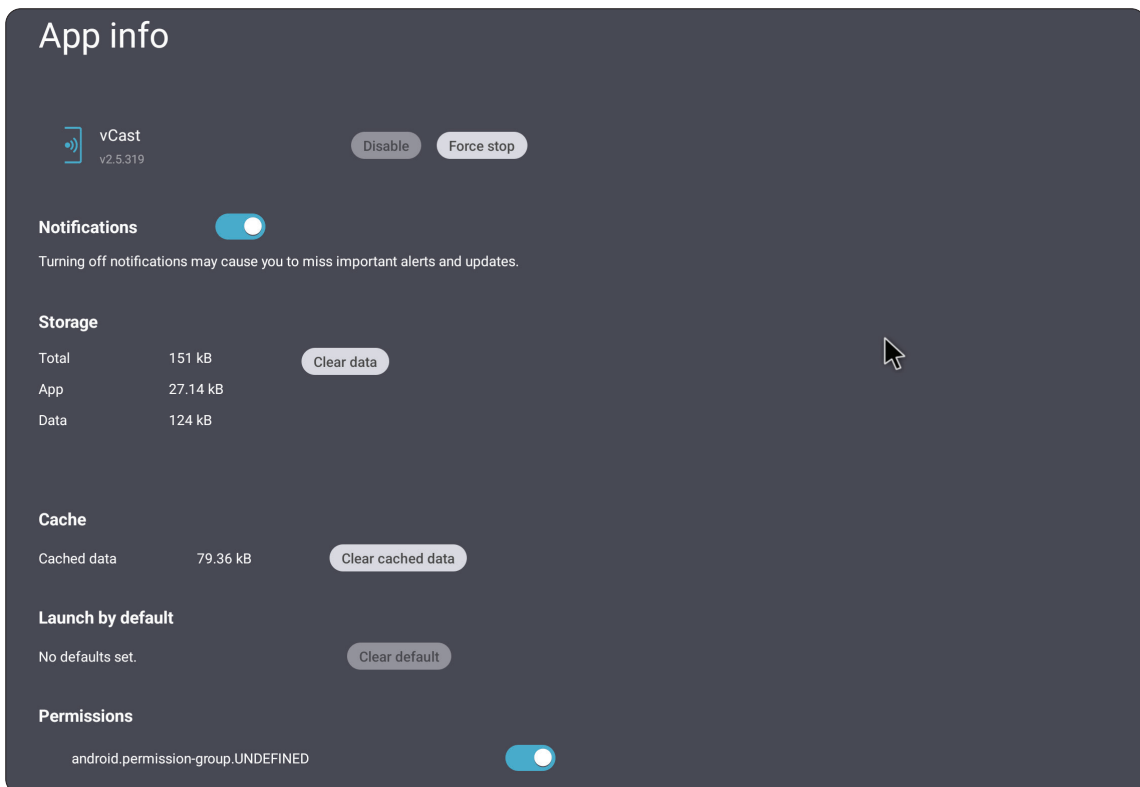 App info
vCast
v2.5.319
Disable
Force stop
Notifications
Turning off notifications may cause you to miss important alerts and updates.
Storage
Total 151 kB Clear data
App 27.14 kB
Data 124 kB
Cache
Cached data 79.36 kB Clear cached data
Launch by default
No defaults set. Clear default
Permissions
android.permission-group.UNDEFINED